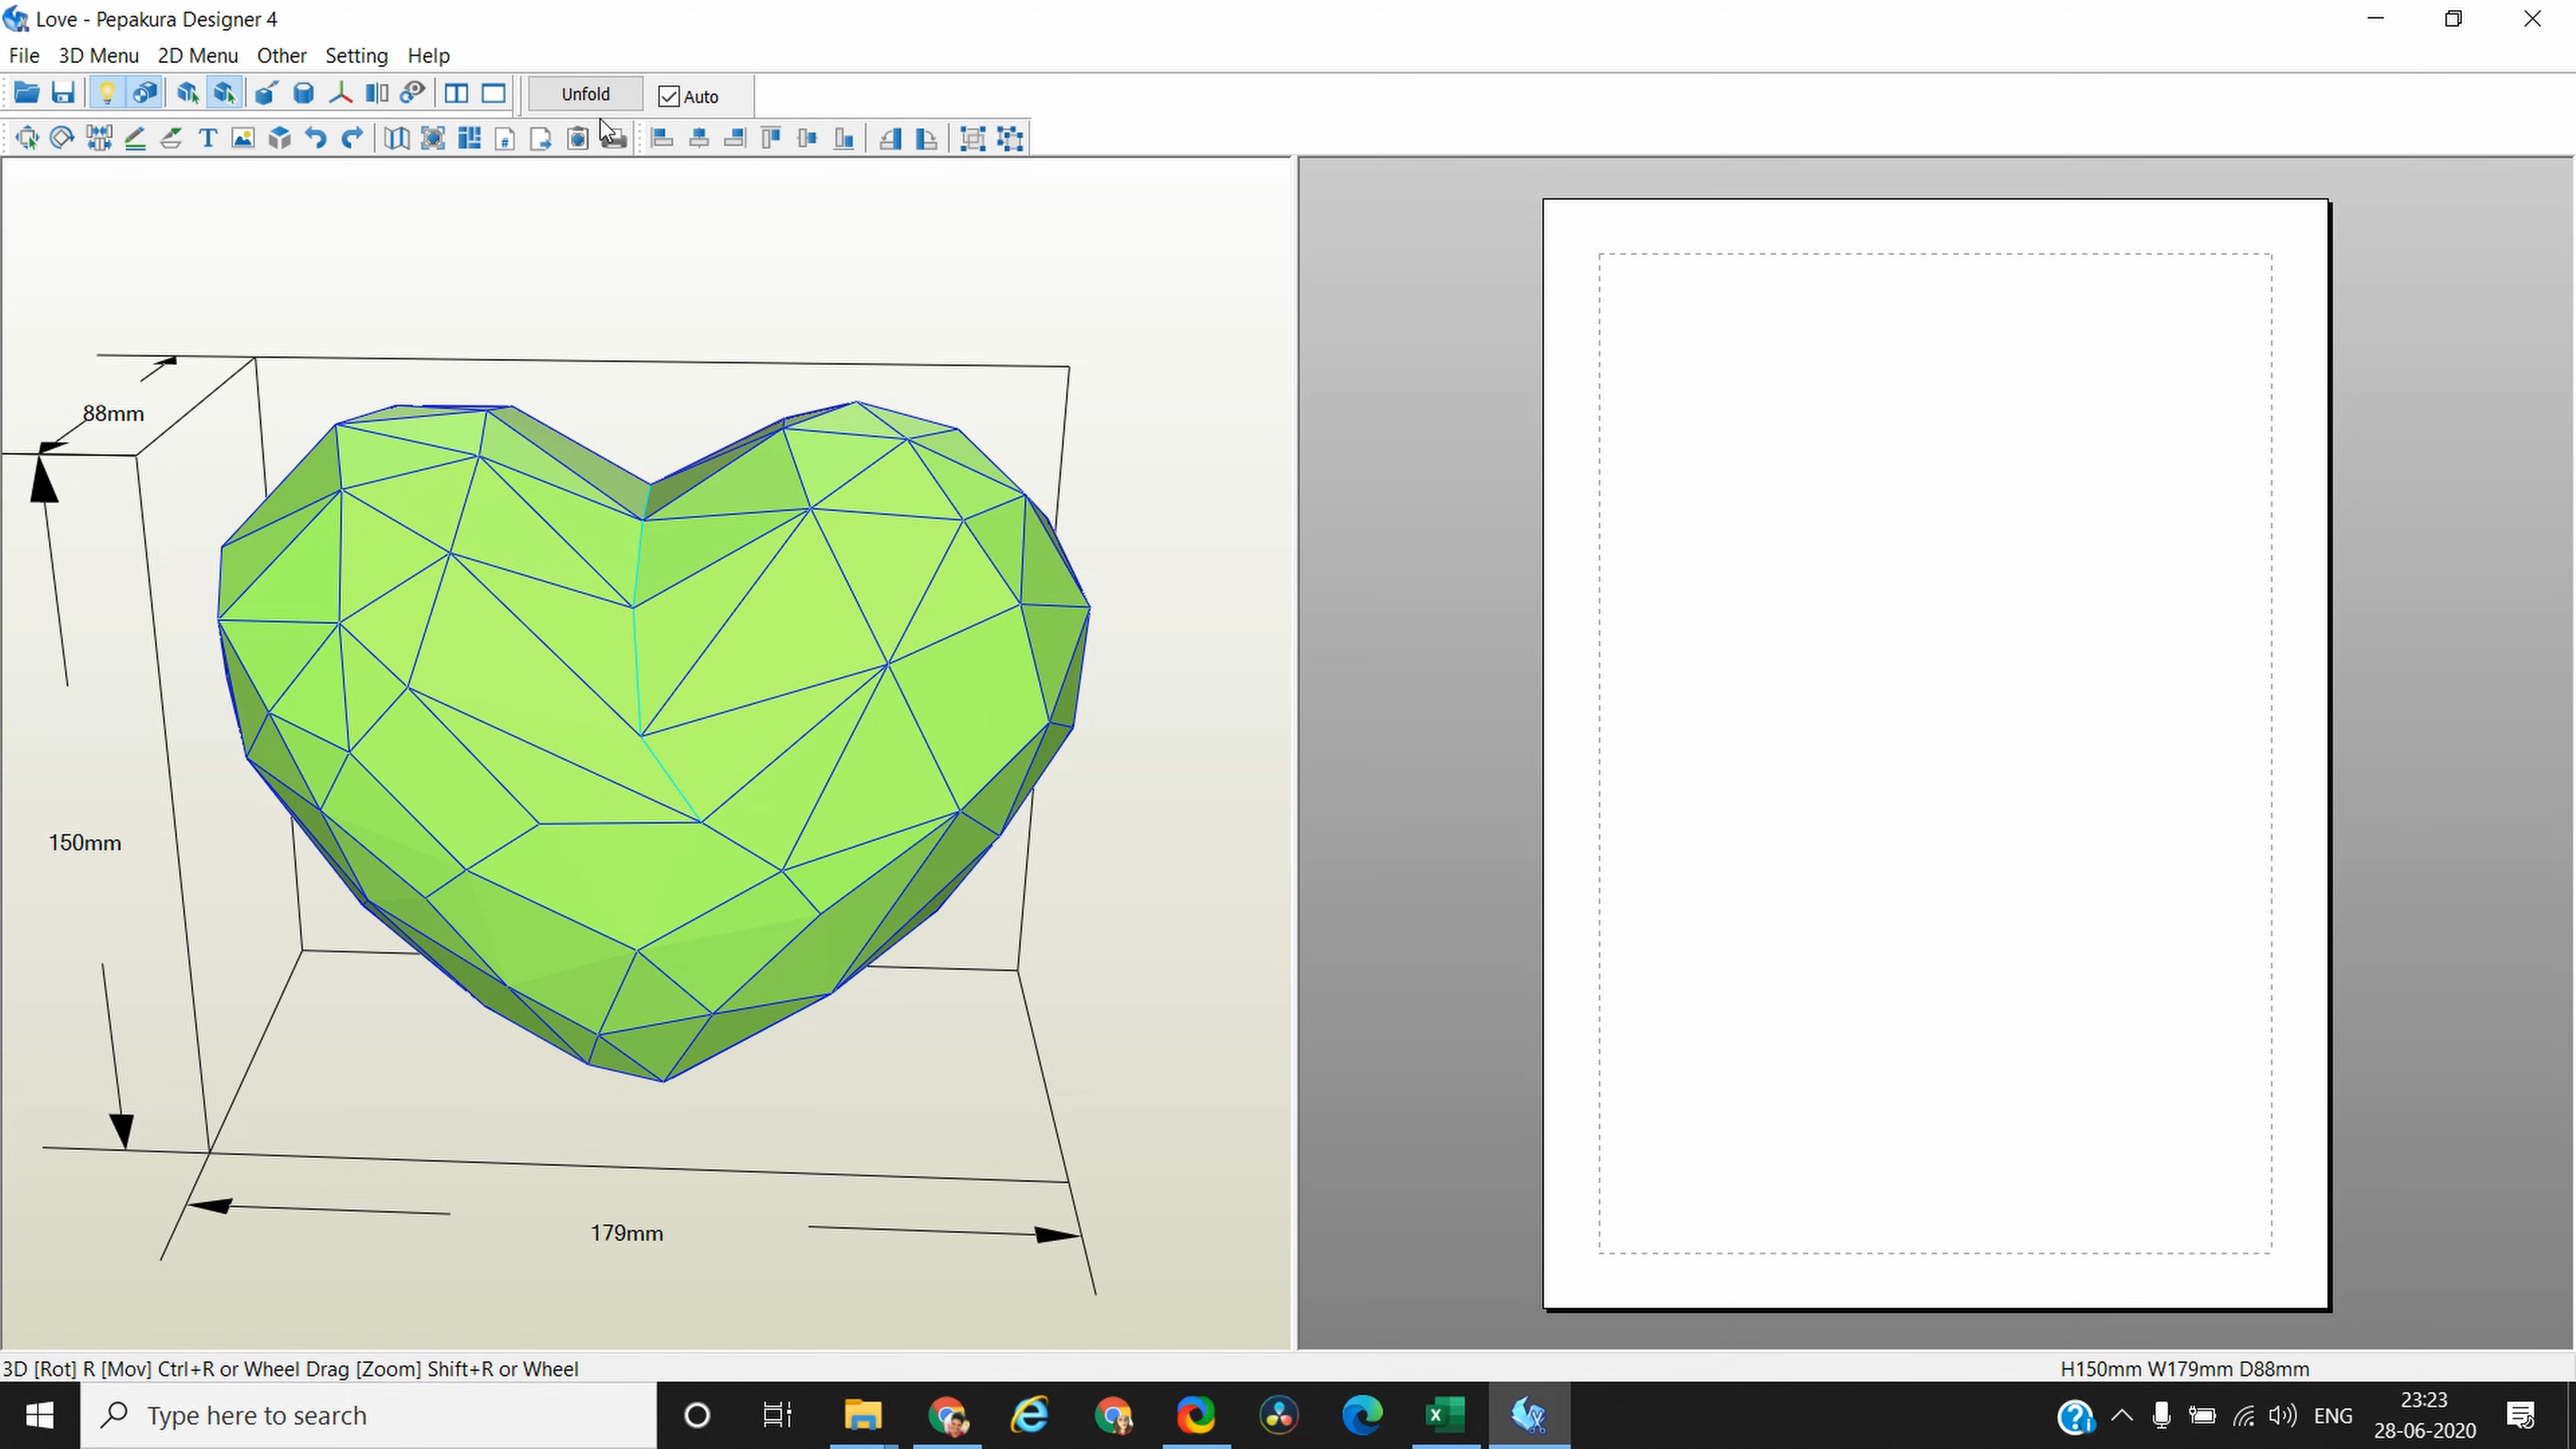 Love - Pepakura Designer 4
File 3D Menu 2D Menu Other Setting Help
Unfold Auto
88mm
150mm
179mm
3D [Rot] R [Mov] Ctrl+R or Wheel Drag [Zoom] Shift+R or Wheel
H150mm W179mm D88mm
Type here to search
ENG
23:23
28-06-2020